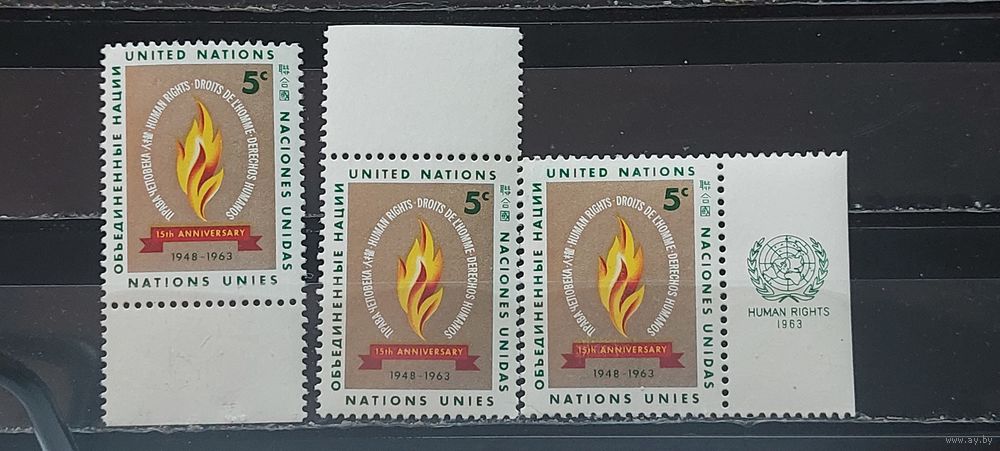 UNITED NATIONS
5c
ОБЪЕДИНЕННЫЕ НАЦИИ
聯合國 NACIONES UNIDAS
ПРАВА ЧЕЛОВЕКА·人權·HUMAN RIGHTS·DROITS DE L'HOMME·DERECHOS HUMANOS
15th ANNIVERSARY
1948-1963
NATIONS UNIES
UNITED NATIONS
5c
ОБЪЕДИНЕННЫЕ НАЦИИ
聯合國 NACIONES UNIDAS
ПРАВА ЧЕЛОВЕКА·人權·HUMAN RIGHTS·DROITS DE L'HOMME·DERECHOS HUMANOS
15th ANNIVERSARY
1948-1963
NATIONS UNIES
UNITED NATIONS
5c
ОБЪЕДИНЕННЫЕ НАЦИИ
聯合國 NACIONES UNIDAS
ПРАВА ЧЕЛОВЕКА·人權·HUMAN RIGHTS·DROITS DE L'HOMME·DERECHOS HUMANOS
15th ANNIVERSARY
1948-1963
NATIONS UNIES
HUMAN RIGHTS
1963
www.ay.by